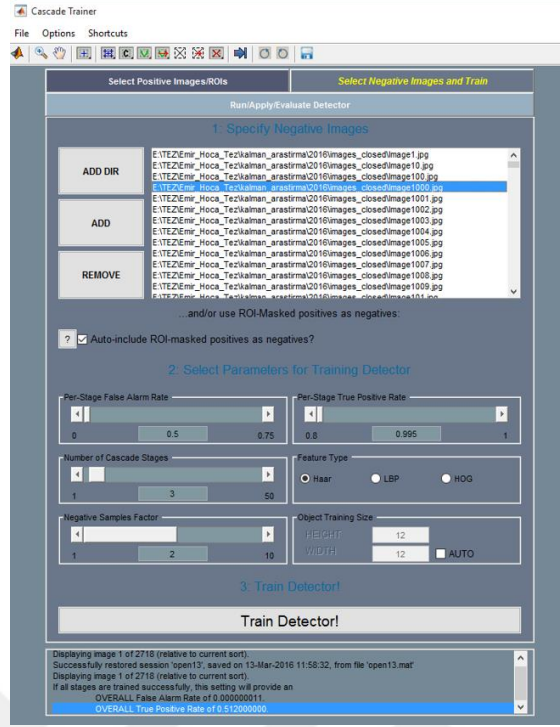 Cascade Trainer
File Options Shortcuts
Select Positive Images/ROIs
Select Negative Images and Train
Run/Apply/Evaluate Detector
1: Specify Negative Images
ADD DIR
ADD
REMOVE
E:\TEZ\Emir_Hoca_Tez\kalman_arastirma\2016\images_closed\Image1.jpg
E:\TEZ\Emir_Hoca_Tez\kalman_arastirma\2016\images_closed\Image10.jpg
E:\TEZ\Emir_Hoca_Tez\kalman_arastirma\2016\images_closed\Image100.jpg
E:\TEZ\Emir_Hoca_Tez\kalman_arastirma\2016\images_closed\Image1000.jpg
E:\TEZ\Emir_Hoca_Tez\kalman_arastirma\2016\images_closed\Image1001.jpg
E:\TEZ\Emir_Hoca_Tez\kalman_arastirma\2016\images_closed\Image1002.jpg
E:\TEZ\Emir_Hoca_Tez\kalman_arastirma\2016\images_closed\Image1003.jpg
E:\TEZ\Emir_Hoca_Tez\kalman_arastirma\2016\images_closed\Image1004.jpg
E:\TEZ\Emir_Hoca_Tez\kalman_arastirma\2016\images_closed\Image1005.jpg
E:\TEZ\Emir_Hoca_Tez\kalman_arastirma\2016\images_closed\Image1006.jpg
E:\TEZ\Emir_Hoca_Tez\kalman_arastirma\2016\images_closed\Image1007.jpg
E:\TEZ\Emir_Hoca_Tez\kalman_arastirma\2016\images_closed\Image1008.jpg
E:\TEZ\Emir_Hoca_Tez\kalman_arastirma\2016\images_closed\Image1009.jpg
E:\TEZ\Emir_Hoca_Tez\kalman_arastirma\2016\images_closed\Image101.jpg
...and/or use ROI-Masked positives as negatives:
? Auto-include ROI-masked positives as negatives?
2: Select Parameters for Training Detector
Per-Stage False Alarm Rate
0 0.5 0.75
Per-Stage True Positive Rate
0.8 0.995 1
Number of Cascade Stages
1 3 50
Feature Type
Haar LBP HOG
Negative Samples Factor
1 2 10
Object Training Size
HEIGHT: 12
WIDTH: 12 AUTO
3: Train Detector!
Train Detector!
Displaying image 1 of 2718 (relative to current sort).
Successfully restored session 'open13', saved on 13-Mar-2016 11:58:32, from file 'open13.mat'
Displaying image 1 of 2718 (relative to current sort).
If all stages are trained successfully, this setting will provide an
OVERALL False Alarm Rate of 0.000000011.
OVERALL True Positive Rate of 0.512000000.